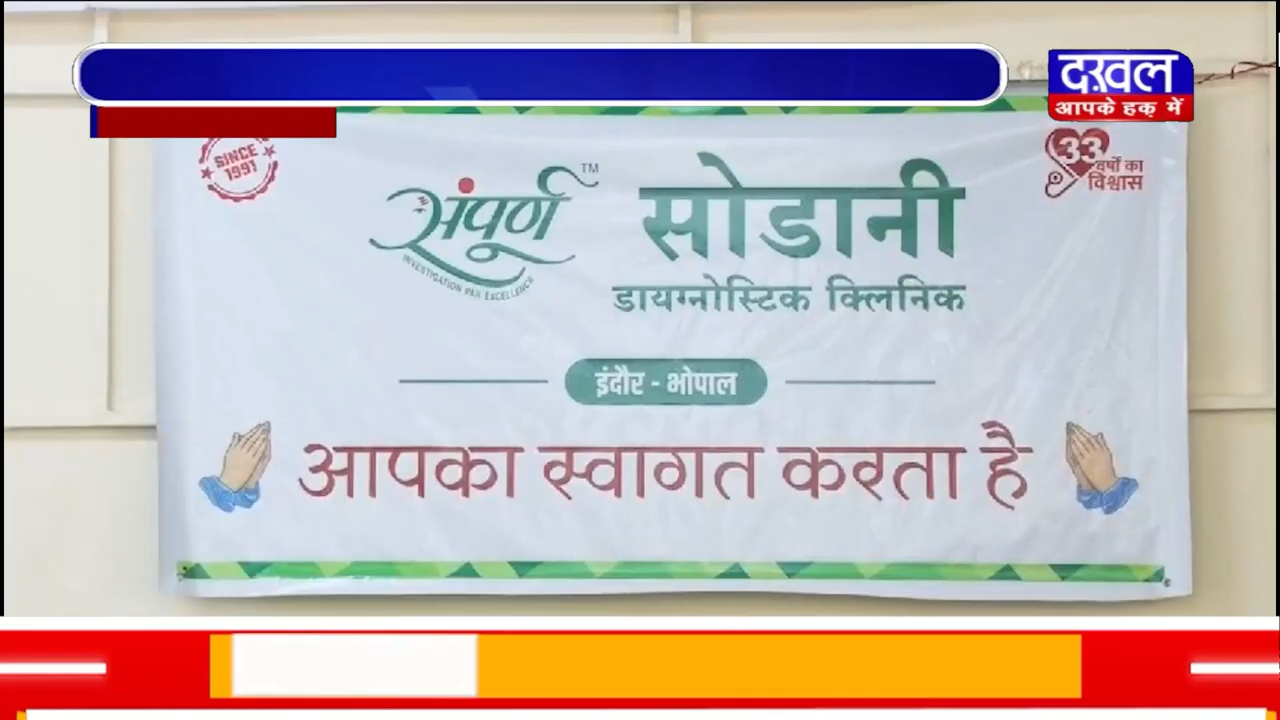 दख़ल
आपके हक़ में
SINCE
1991
33
वर्षों का
विश्वास
संपूर्ण TM
INVESTIGATION PAR EXCELLENCE
सोडानी
डायग्नोस्टिक क्लिनिक
इंदौर - भोपाल
आपका स्वागत करता है